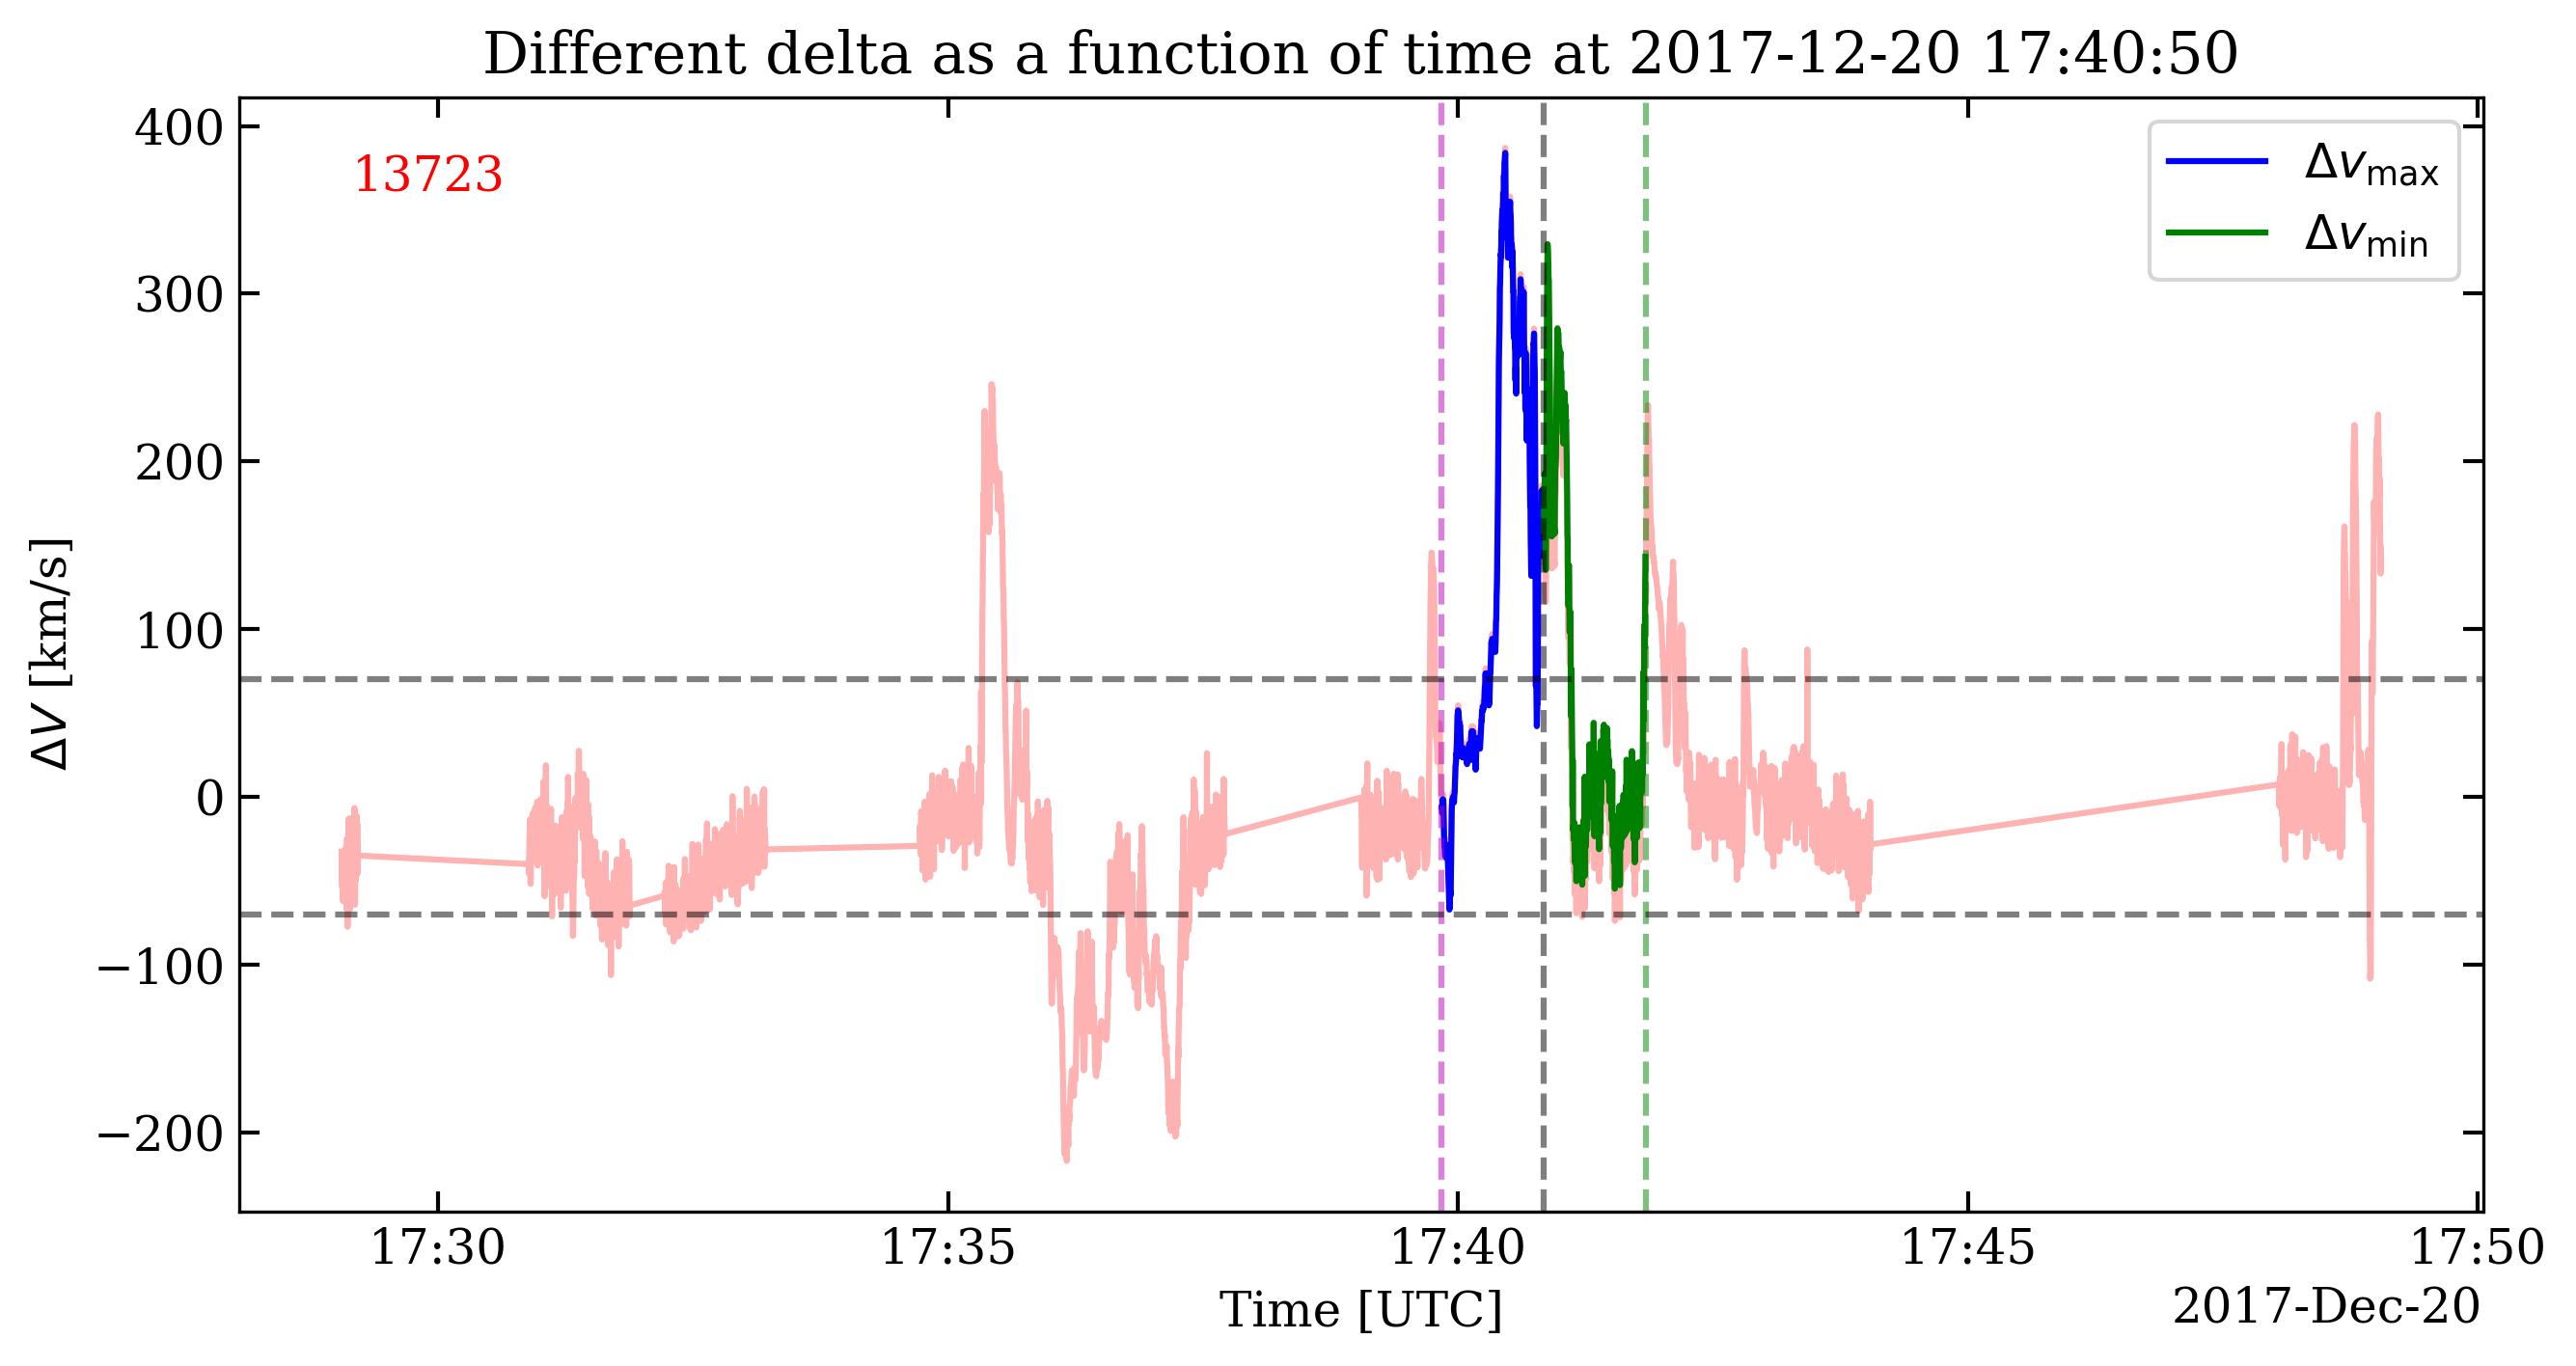 Different delta as a function of time at 2017-12-20 17:40:50
13723
Δv_max
Δv_min
400
300
200
100
0
−100
−200
ΔV [km/s]
17:30 17:35 17:40 17:45 17:50
Time [UTC]
2017-Dec-20